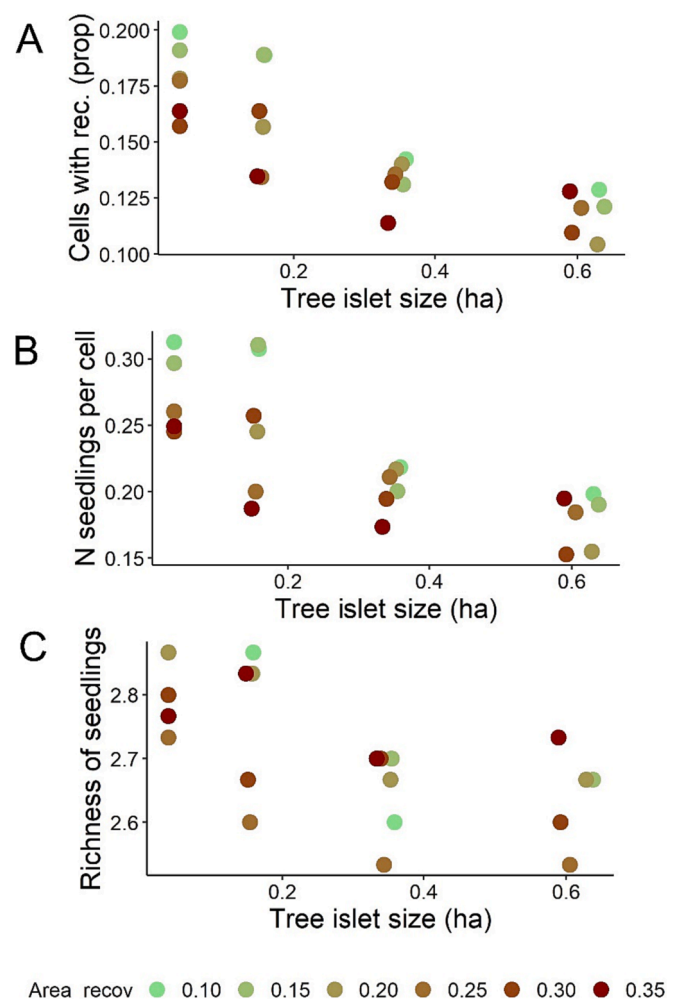 A
Cells with rec. (prop)
0.200
0.175
0.150
0.125
0.100
0.2 0.4 0.6
Tree islet size (ha)
B
N seedlings per cell
0.30
0.25
0.20
0.15
0.2 0.4 0.6
Tree islet size (ha)
C
Richness of seedlings
2.8
2.7
2.6
0.2 0.4 0.6
Tree islet size (ha)
Area recov 0.10 0.15 0.20 0.25 0.30 0.35